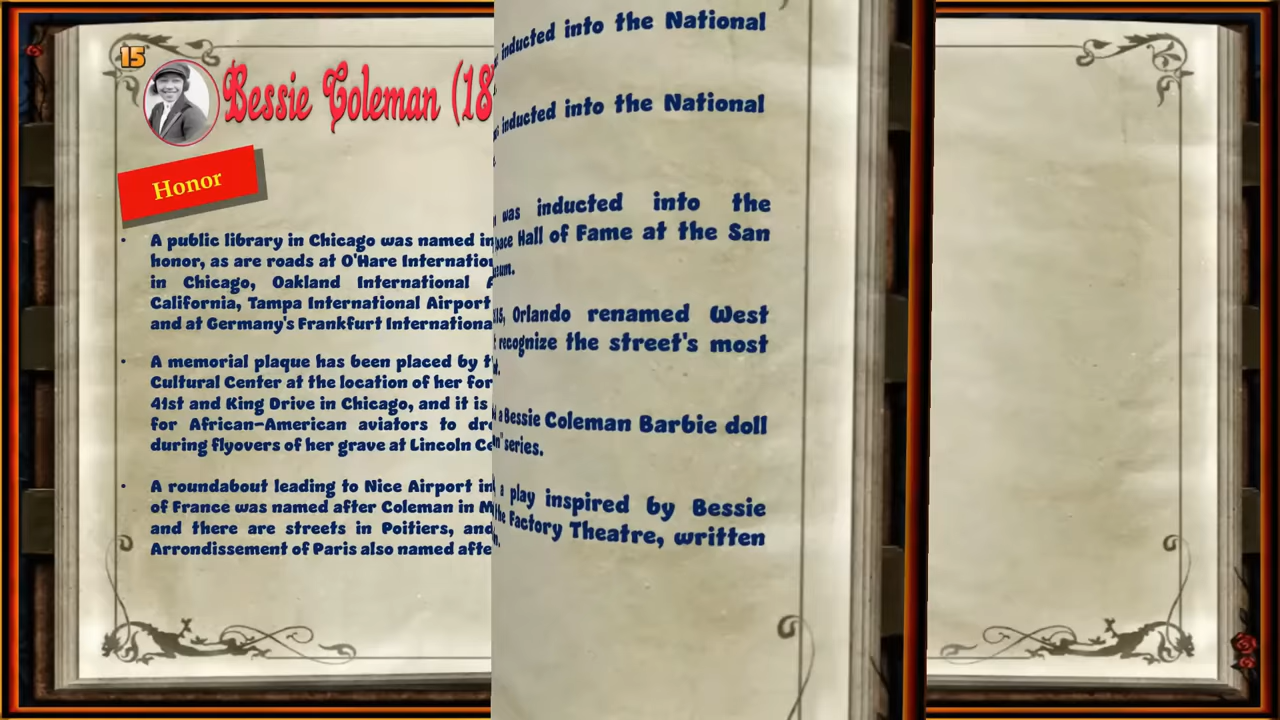 15
Bessie Coleman (18
Honor
• A public library in Chicago was named in
honor, as are roads at O'Hare Internation
in Chicago, Oakland International A
California, Tampa International Airport
and at Germany's Frankfurt Internationa
• A memorial plaque has been placed by t
Cultural Center at the location of her for
41st and King Drive in Chicago, and it is
for African-American aviators to dr
during flyovers of her grave at Lincoln Ce
• A roundabout leading to Nice Airport in
of France was named after Coleman in M
and there are streets in Poitiers, and
Arrondissement of Paris also named afte
inducted into the National
inducted into the National
was inducted into the
Hall of Fame at the San
Orlando renamed West
recognize the street's most
a Bessie Coleman Barbie doll
series.
a play inspired by Bessie
the Factory Theatre, written